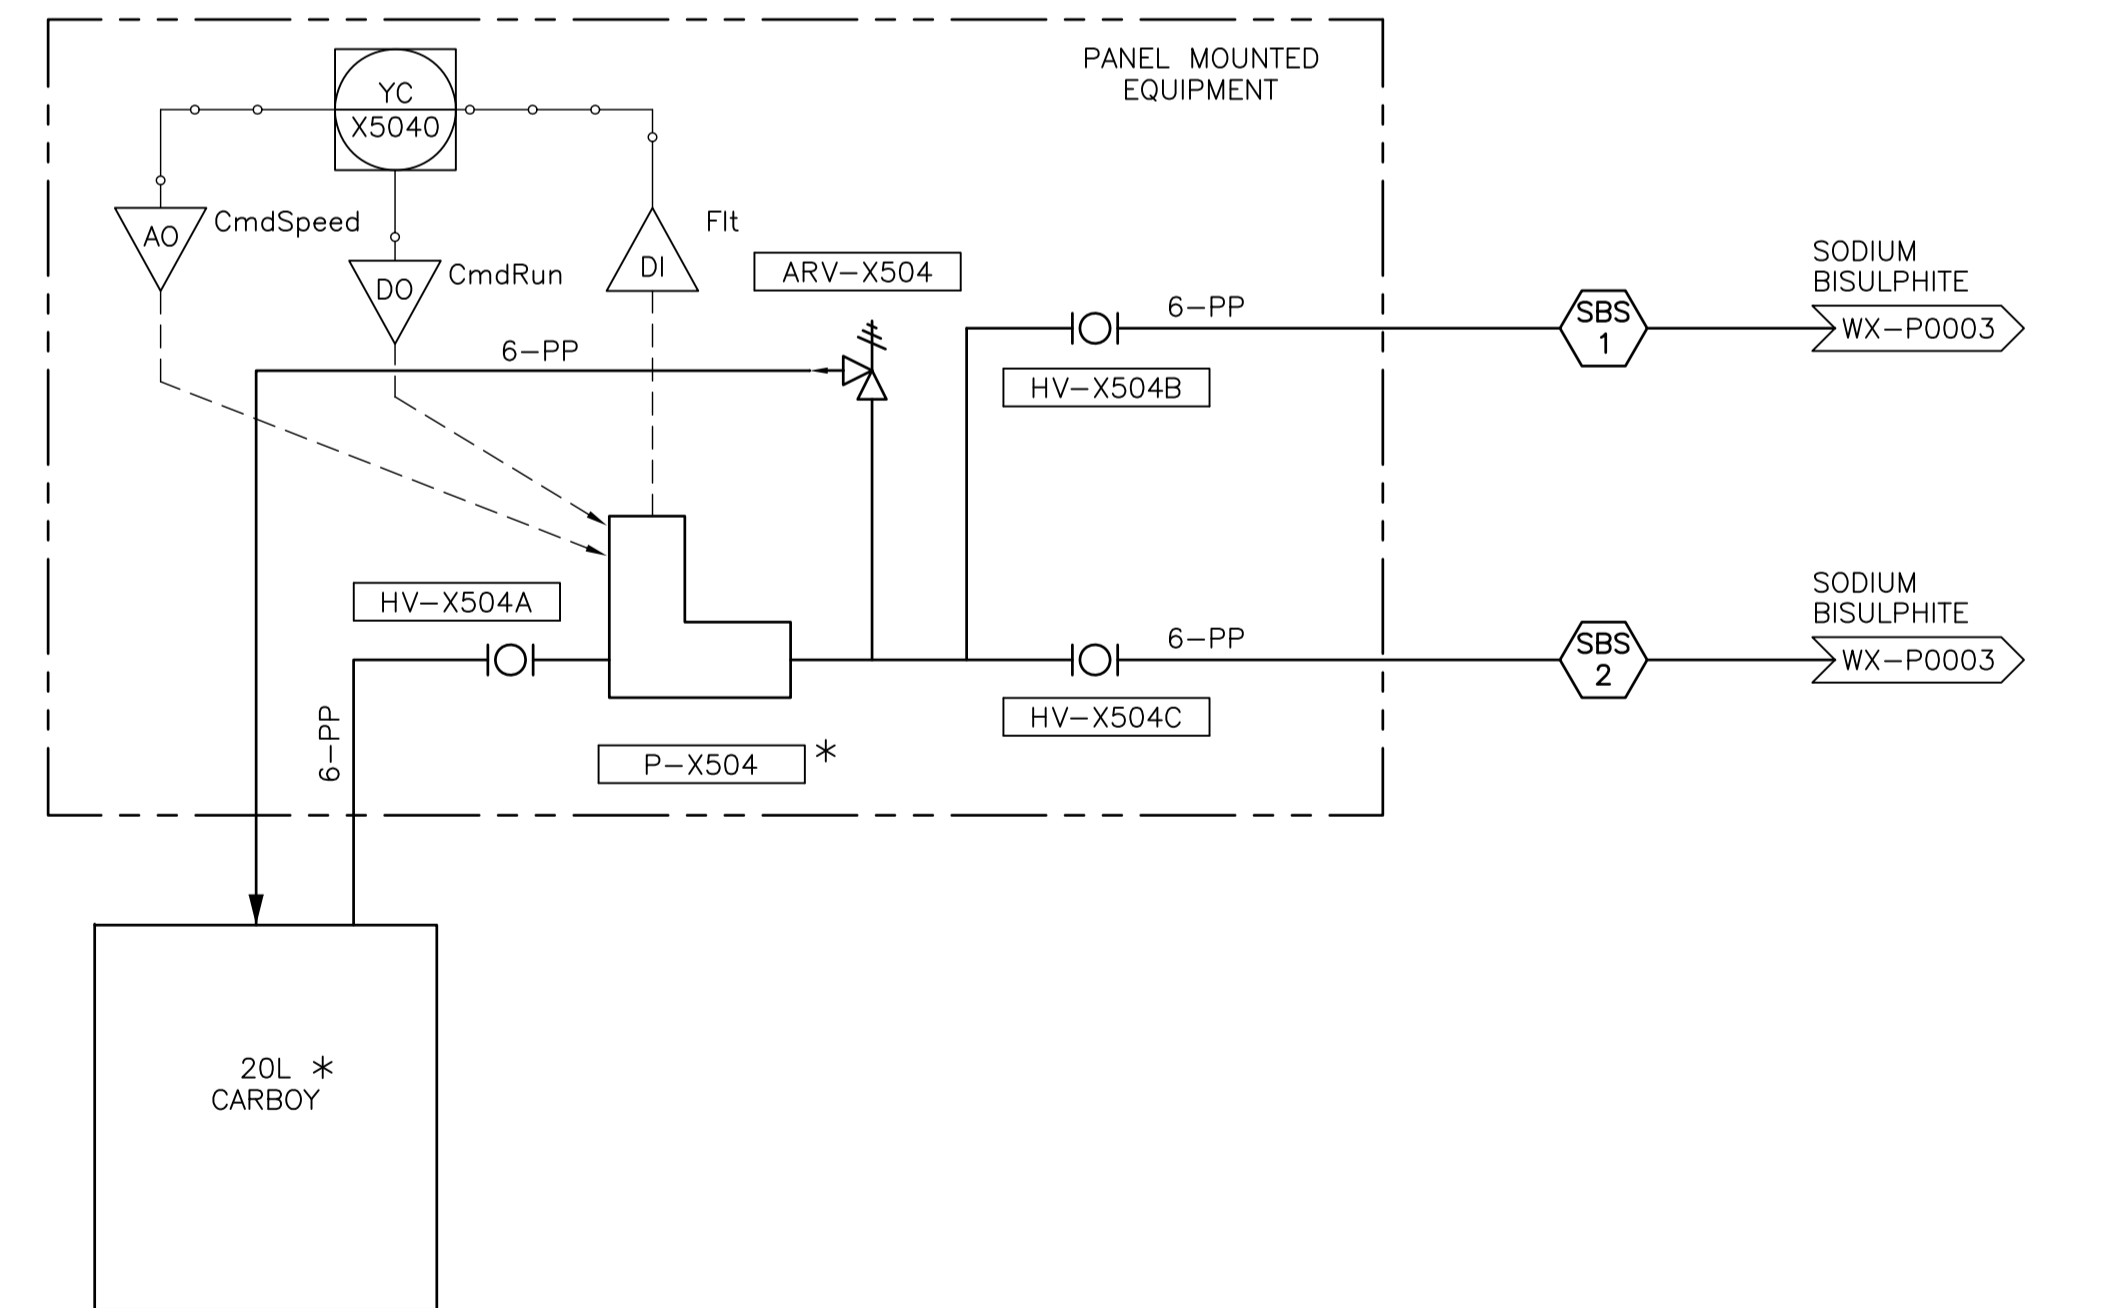 PANEL MOUNTED
EQUIPMENT
YC
X5040
AO
CmdSpeed
DO
CmdRun
DI
Flt
ARV-X504
6-PP
6-PP
HV-X504B
SBS
1
SODIUM
BISULPHITE
WX-P0003
HV-X504A
6-PP
HV-X504C
SBS
2
SODIUM
BISULPHITE
WX-P0003
6-PP
P-X504 *
20L *
CARBOY